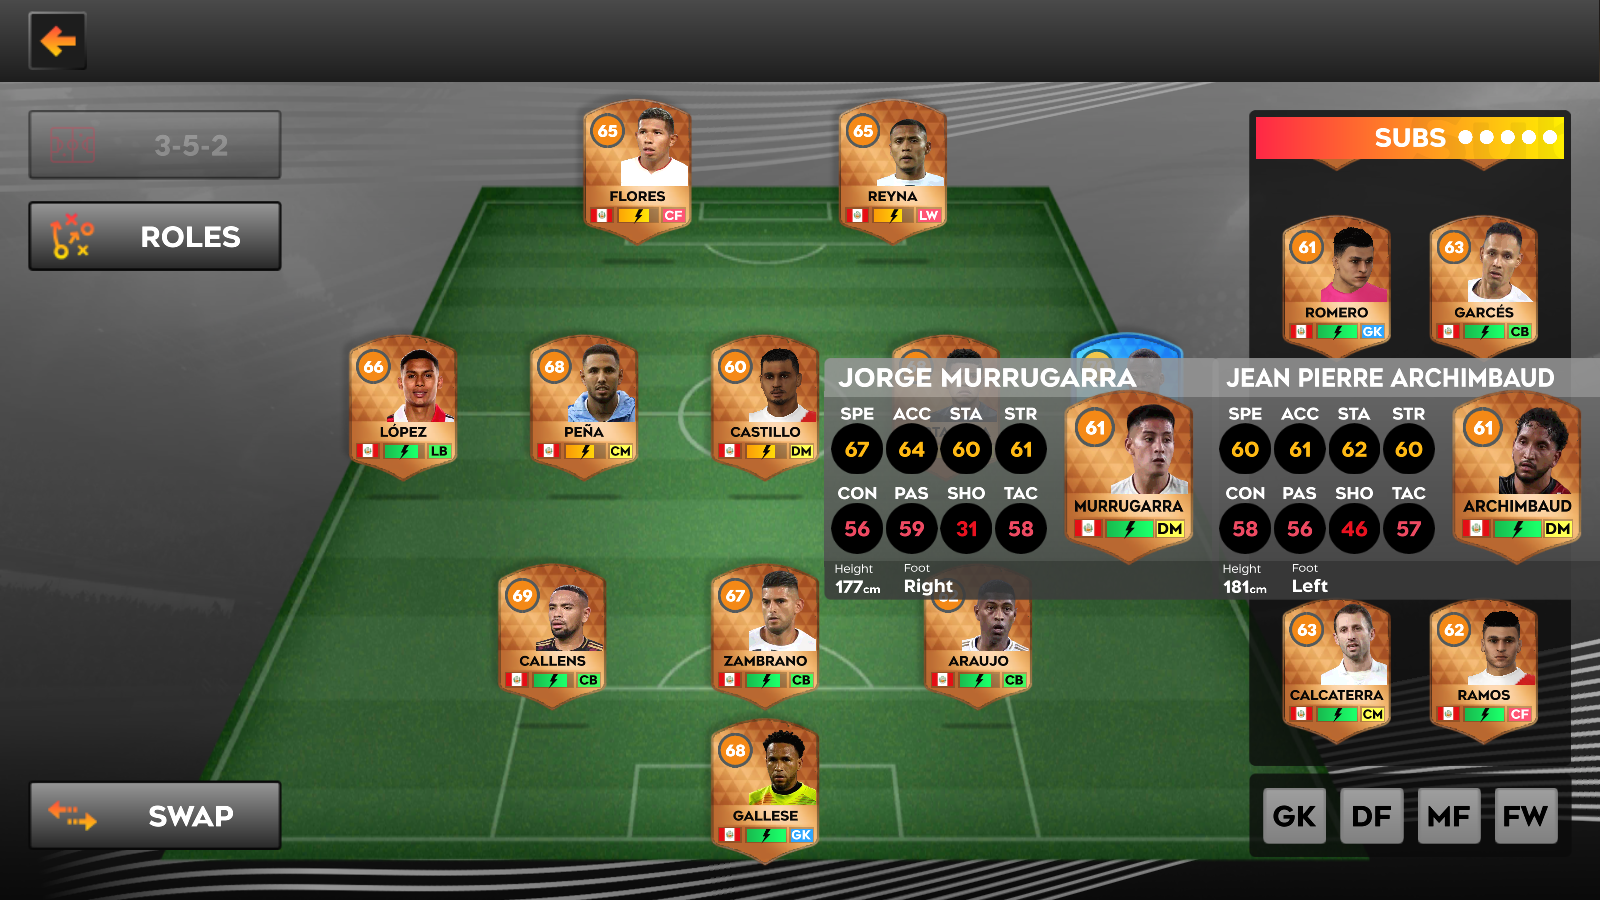 3-5-2
ROLES
SWAP
65
FLORES
CF
65
REYNA
LW
66
LÓPEZ
LB
68
PEÑA
CM
60
CASTILLO
DM
JORGE MURRUGARRA
SPE ACC STA STR
67 64 60 61
CON PAS SHO TAC
56 59 31 58
Height Foot
177cm Right
61
MURRUGARRA
DM
JEAN PIERRE ARCHIMBAUD
SPE ACC STA STR
60 61 62 60
CON PAS SHO TAC
58 56 46 57
Height Foot
181cm Left
61
ARCHIMBAUD
DM
69
CALLENS
CB
67
ZAMBRANO
CB
ARAUJO
CB
68
GALLESE
GK
SUBS
61
ROMERO
GK
63
GARCÉS
CB
63
CALCATERRA
CM
62
RAMOS
CF
GK DF MF FW